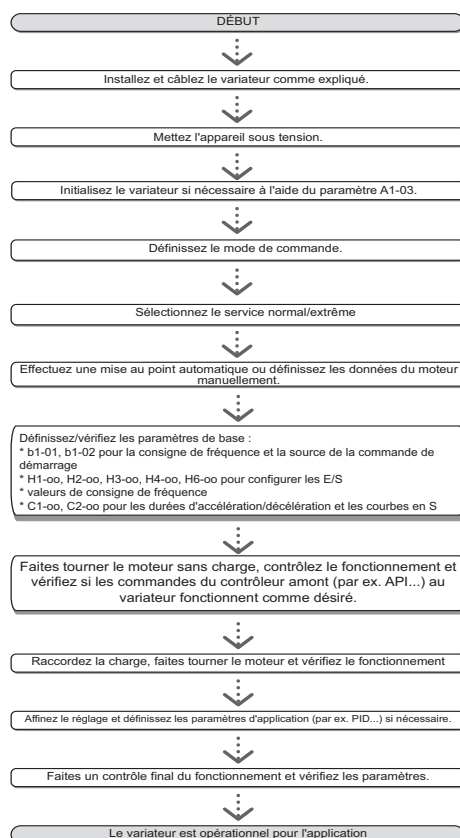 DÉBUT
Installez et câblez le variateur comme expliqué.
Mettez l'appareil sous tension.
Initialisez le variateur si nécessaire à l'aide du paramètre A1-03.
Définissez le mode de commande.
Sélectionnez le service normal/extrême
Effectuez une mise au point automatique ou définissez les données du moteur
manuellement.
Définissez/vérifiez les paramètres de base :
* b1-01, b1-02 pour la consigne de fréquence et la source de la commande de
démarrage
* H1-oo, H2-oo, H3-oo, H4-oo, H6-oo pour configurer les E/S
* valeurs de consigne de fréquence
* C1-oo, C2-oo pour les durées d'accélération/décélération et les courbes en S
Faites tourner le moteur sans charge, contrôlez le fonctionnement et
vérifiez si les commandes du contrôleur amont (par ex. API...) au
variateur fonctionnent comme désiré.
Raccordez la charge, faites tourner le moteur et vérifiez le fonctionnement
Affinez le réglage et définissez les paramètres d'application (par ex. PID...) si nécessaire.
Faites un contrôle final du fonctionnement et vérifiez les paramètres.
Le variateur est opérationnel pour l'application